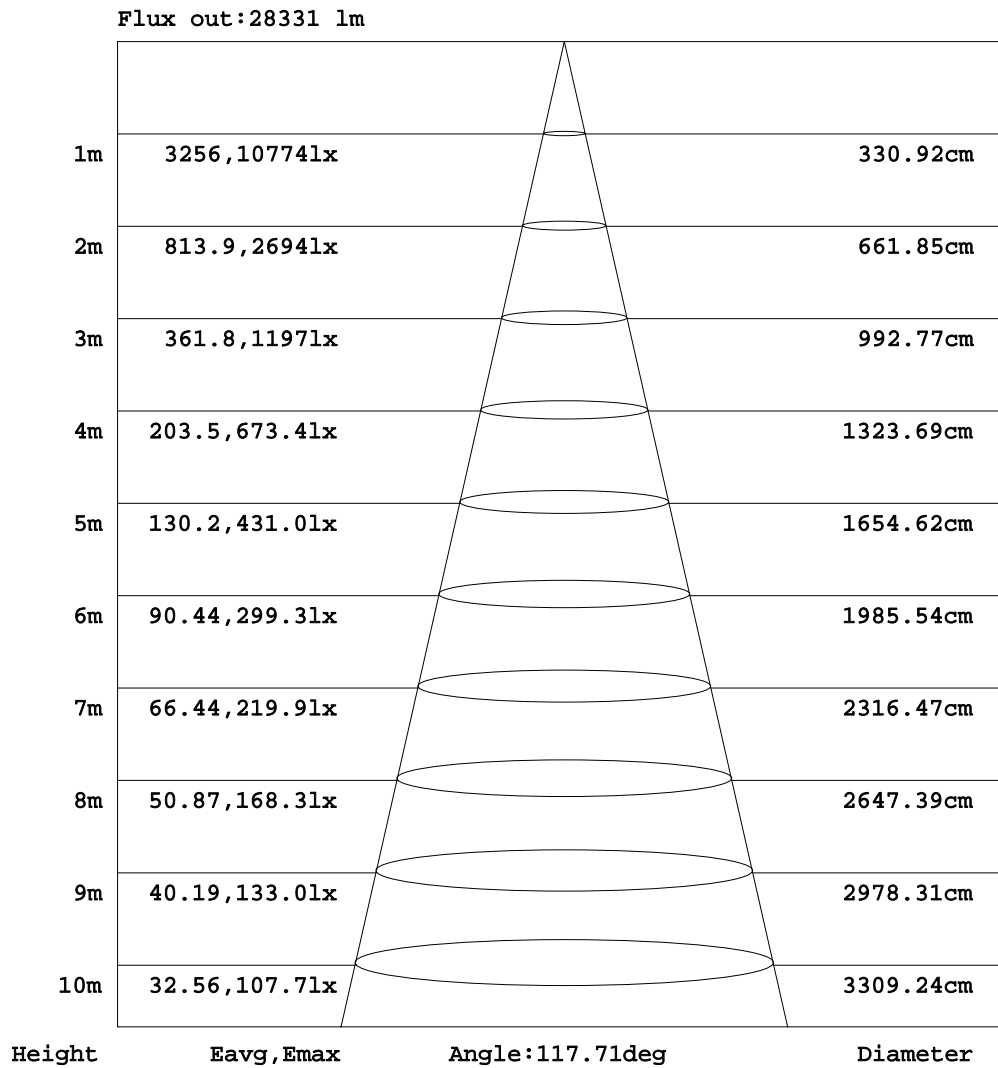 Flux out:28331 lm
1m 3256,10774lx 330.92cm
2m 813.9,2694lx 661.85cm
3m 361.8,1197lx 992.77cm
4m 203.5,673.4lx 1323.69cm
5m 130.2,431.0lx 1654.62cm
6m 90.44,299.3lx 1985.54cm
7m 66.44,219.9lx 2316.47cm
8m 50.87,168.3lx 2647.39cm
9m 40.19,133.0lx 2978.31cm
10m 32.56,107.7lx 3309.24cm
Height Eavg,Emax Angle:117.71deg Diameter